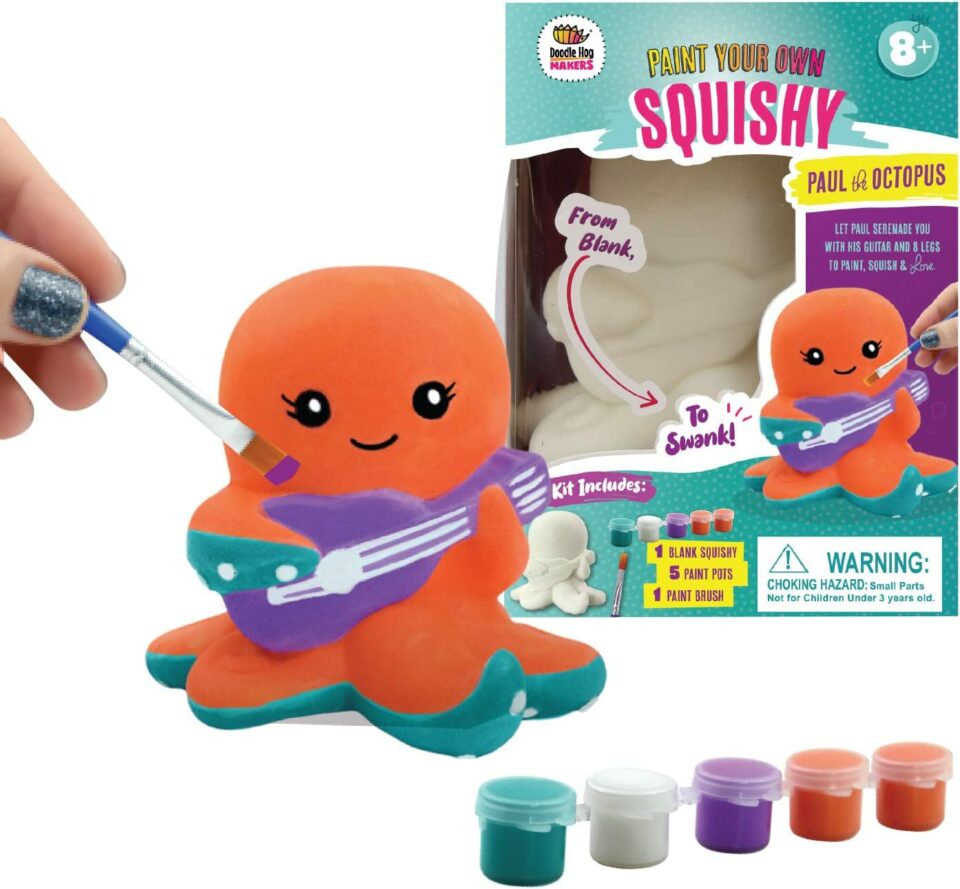 Doodle Hog
MAKERS
8+
PAINT YOUR OWN
SQUISHY
PAUL the OCTOPUS
LET PAUL SERENADE YOU
WITH HIS GUITAR AND 8 LEGS
TO PAINT, SQUISH & Love
From
Blank,
To
Swank!
Kit Includes:
1 BLANK SQUISHY
5 PAINT POTS
1 PAINT BRUSH
WARNING:
CHOKING HAZARD: Small Parts
Not for Children Under 3 years old.